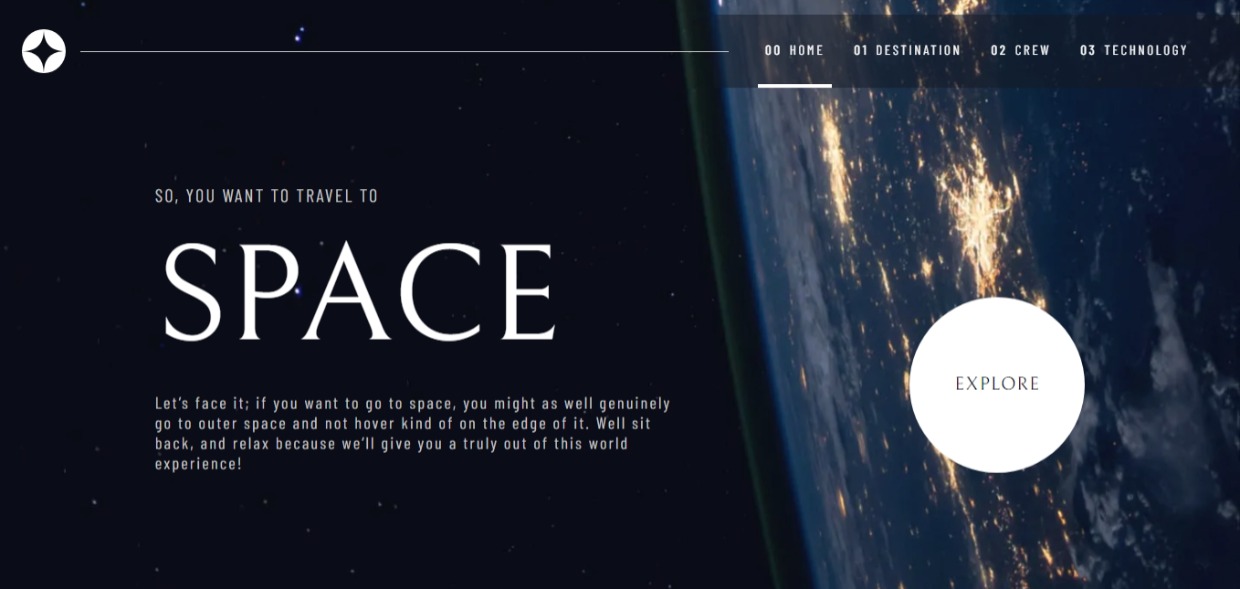 00 HOME 01 DESTINATION 02 CREW 03 TECHNOLOGY
SO, YOU WANT TO TRAVEL TO
SPACE
Let’s face it; if you want to go to space, you might as well genuinely
go to outer space and not hover kind of on the edge of it. Well sit
back, and relax because we’ll give you a truly out of this world
experience!
EXPLORE